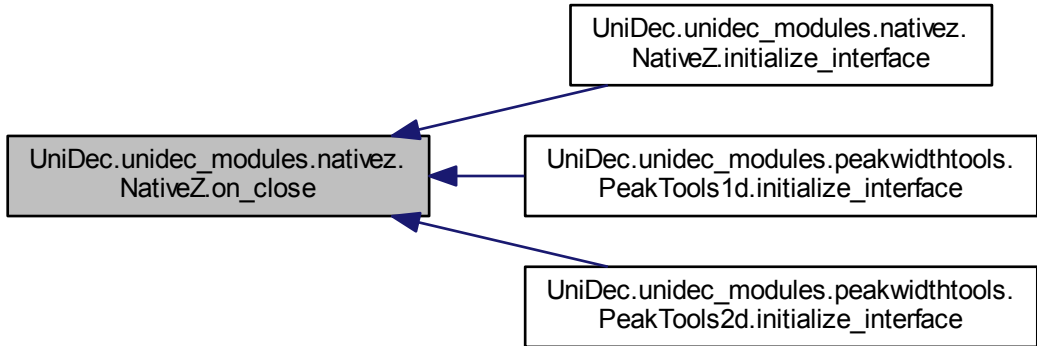 UniDec.unidec_modules.nativez.
NativeZ.initialize_interface
UniDec.unidec_modules.nativez.
NativeZ.on_close
UniDec.unidec_modules.peakwidthtools.
PeakTools1d.initialize_interface
UniDec.unidec_modules.peakwidthtools.
PeakTools2d.initialize_interface